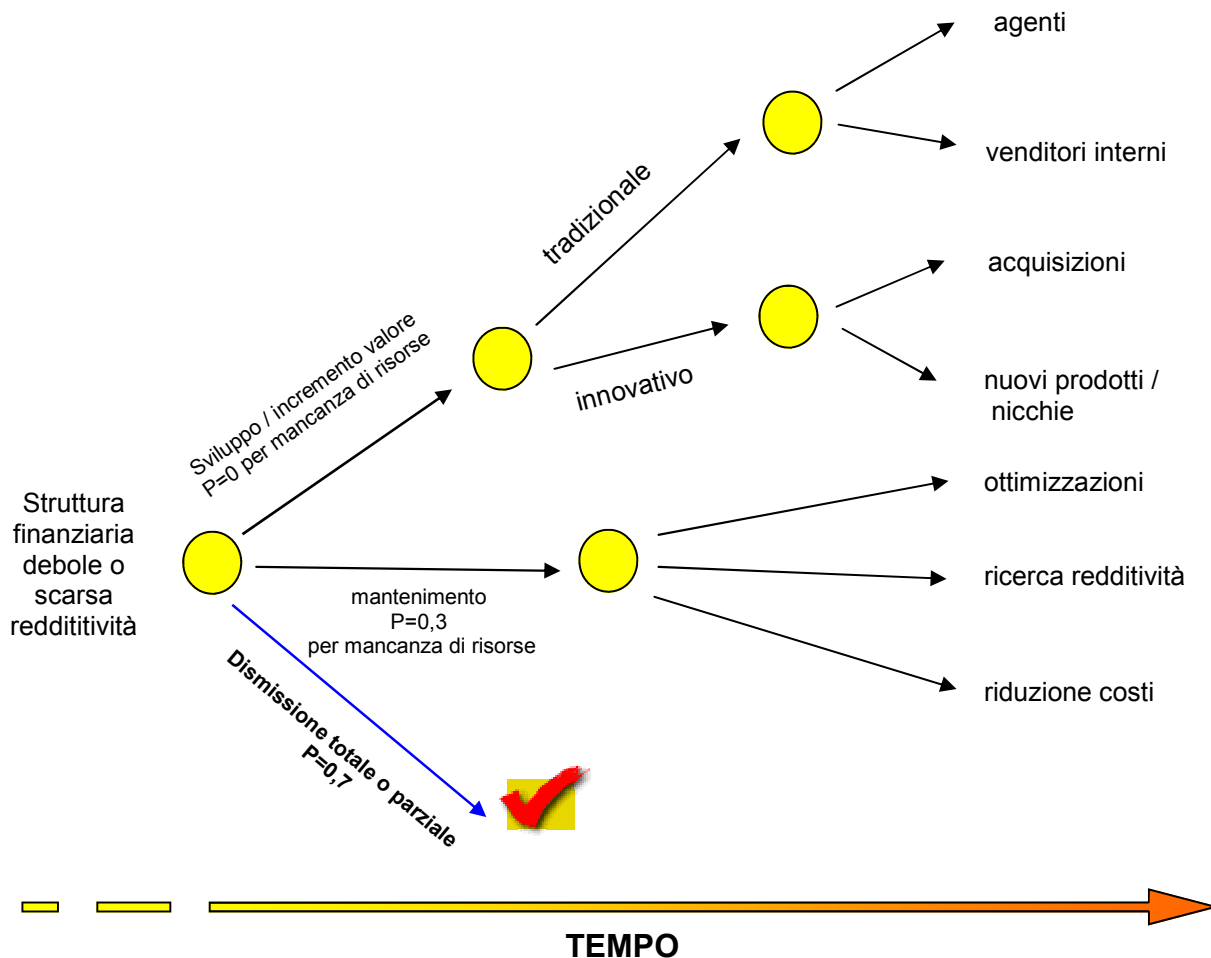 agenti
venditori interni
tradizionale
acquisizioni
innovativo
nuovi prodotti /
nicchie
Sviluppo / incremento valore
P=0 per mancanza di risorse
ottimizzazioni
Struttura
finanziaria
debole o
scarsa
reddititività
ricerca redditività
mantenimento
P=0,3
per mancanza di risorse
riduzione costi
Dismissione totale o parziale
P=0,7
TEMPO